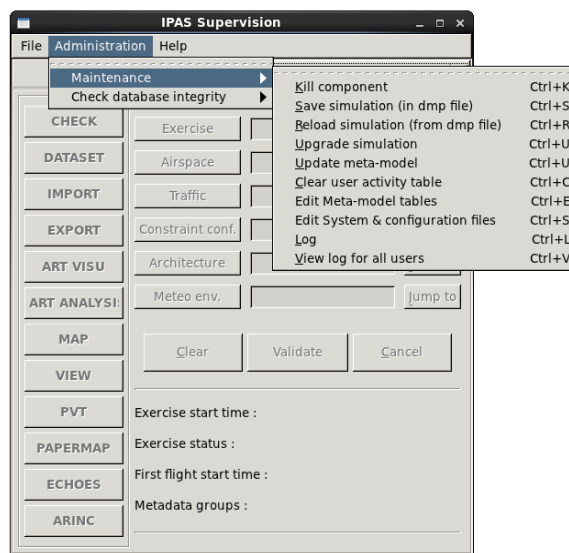 IPAS Supervision
File Administration Help
Maintenance
Check database integrity
Kill component Ctrl+K
Save simulation (in dmp file) Ctrl+S
Reload simulation (from dmp file) Ctrl+R
Upgrade simulation Ctrl+U
Update meta-model Ctrl+U
Clear user activity table Ctrl+C
Edit Meta-model tables Ctrl+E
Edit System & configuration files Ctrl+S
Log Ctrl+L
View log for all users Ctrl+V
CHECK
DATASET
IMPORT
EXPORT
ART VISU
ART ANALYSI
MAP
VIEW
PVT
PAPERMAP
ECHOES
ARINC
Exercise
Airspace
Traffic
Constraint conf.
Architecture
Meteo env. Jump to
Clear Validate Cancel
Exercise start time :
Exercise status :
First flight start time :
Metadata groups :